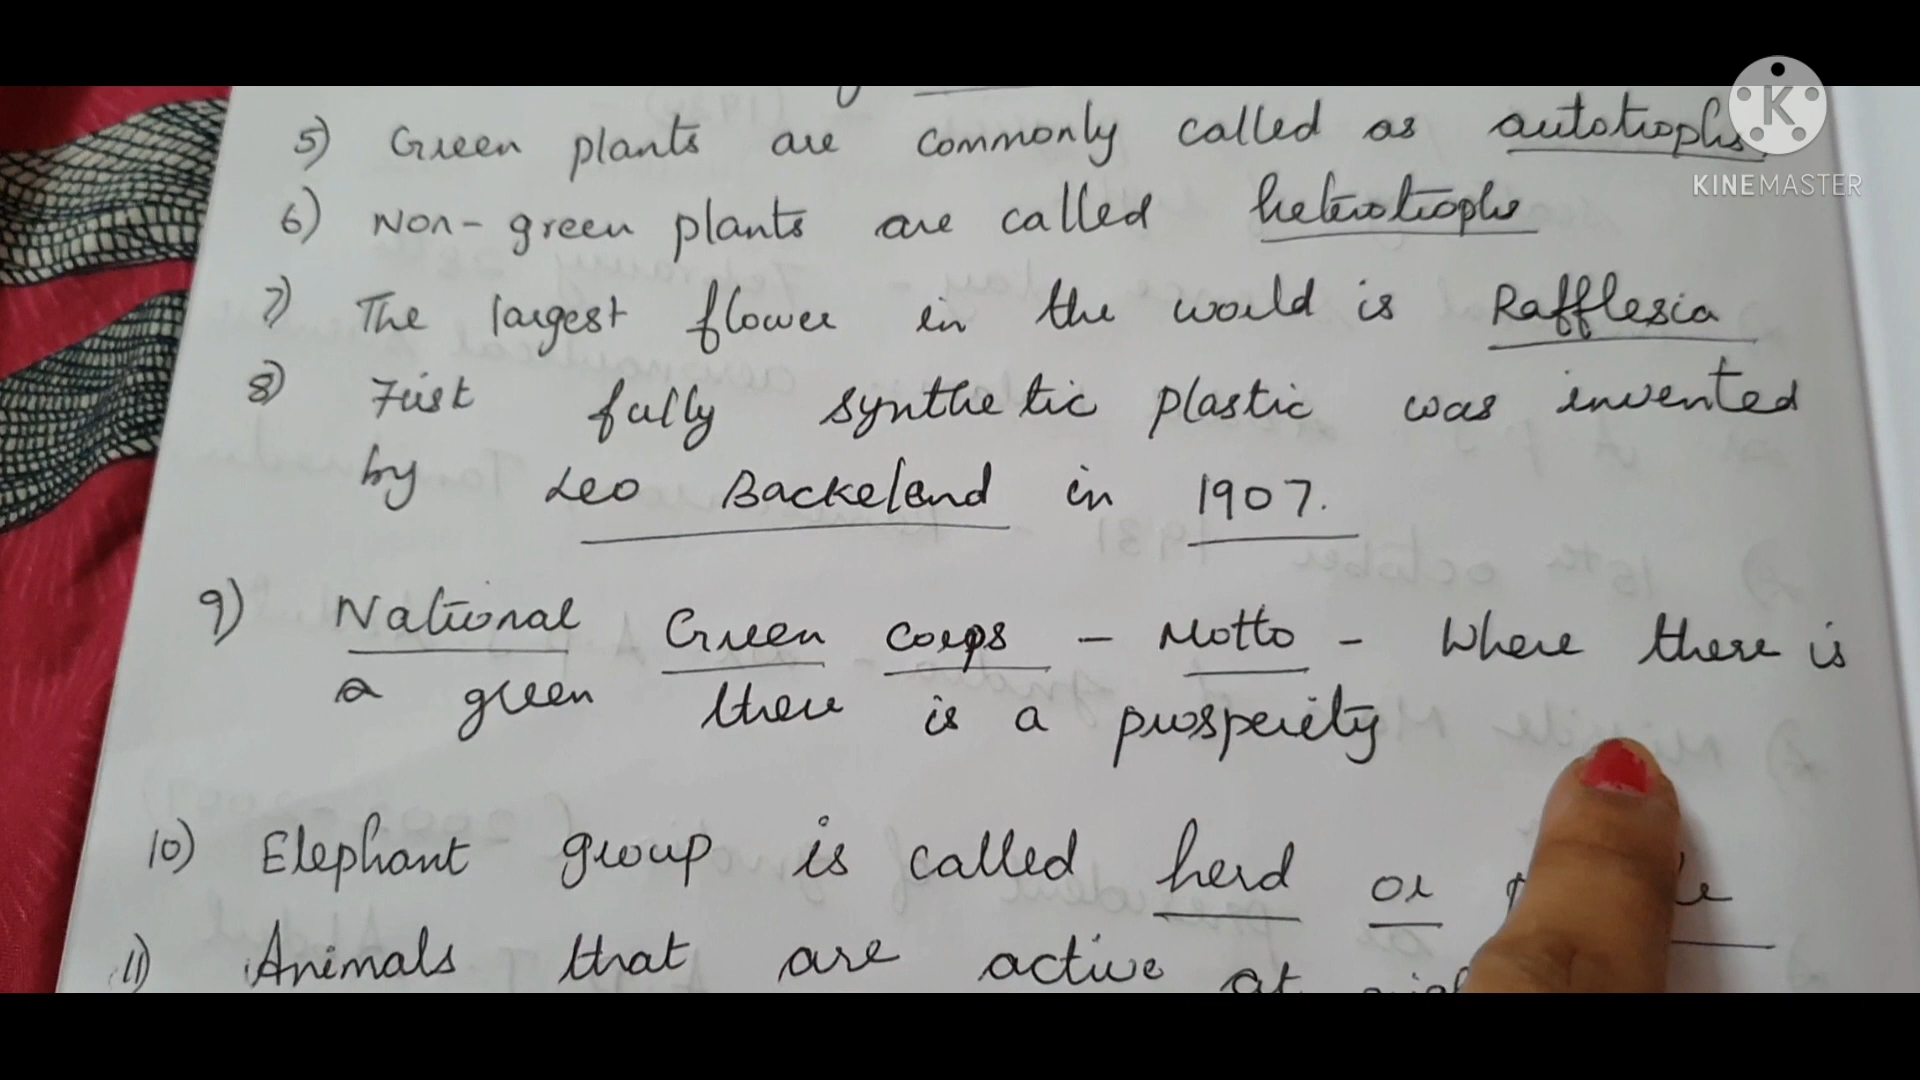 5) Green plants are commonly called as autotrophs.
6) Non-green plants are called heterotrophs
7) The largest flower in the world is Rafflesia
8) First fully synthetic plastic was invented
by Leo Backeland in 1907.
9) National Green corps - Motto - Where there is
a green there is a prosperity
10) Elephant group is called herd or
11) Animals that are active at
K
KINEMASTER